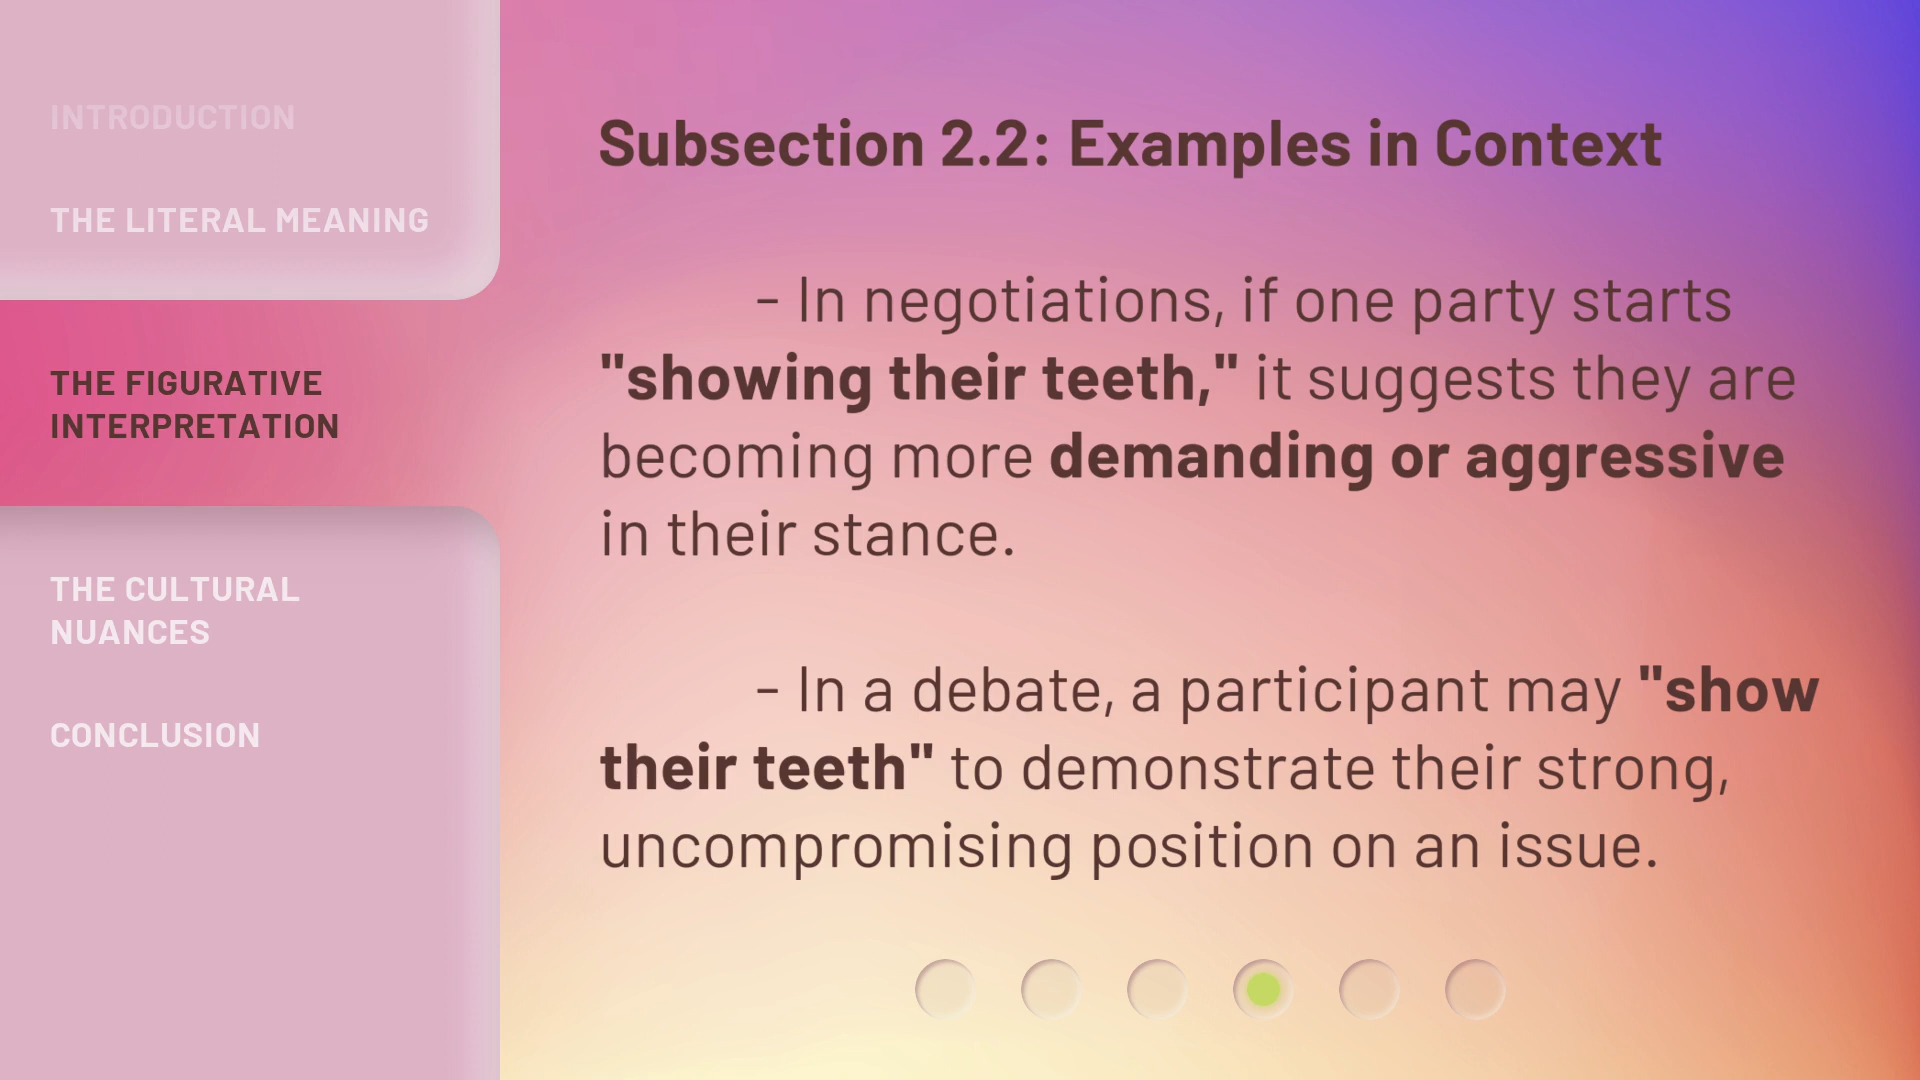 INTRODUCTION
THE LITERAL MEANING
THE FIGURATIVE
INTERPRETATION
THE CULTURAL
NUANCES
CONCLUSION
Subsection 2.2: Examples in Context
- In negotiations, if one party starts
"showing their teeth," it suggests they are
becoming more demanding or aggressive
in their stance.
- In a debate, a participant may "show
their teeth" to demonstrate their strong,
uncompromising position on an issue.